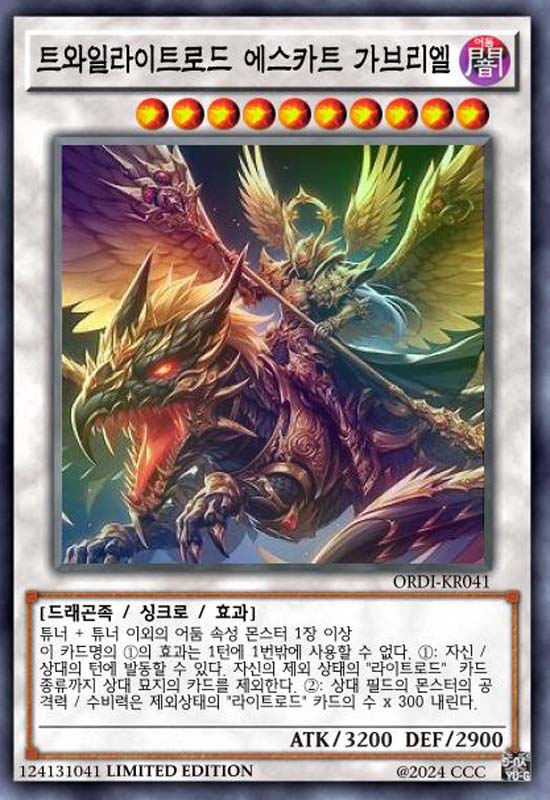 트와일라이트로드 에스카트 가브리엘
어둠
闇
ORDI-KR041
[드래곤족 / 싱크로 / 효과]
튜너 + 튜너 이외의 어둠 속성 몬스터 1장 이상
이 카드명의 ①의 효과는 1턴에 1번밖에 사용할 수 없다. ①: 자신 /
상대의 턴에 발동할 수 있다. 자신의 제외 상태의 "라이트로드" 카드
종류까지 상대 묘지의 카드를 제외한다. ②: 상대 필드의 몬스터의 공
격력 / 수비력은 제외상태의 "라이트로드" 카드의 수 x 300 내린다.
ATK/3200 DEF/2900
124131041 LIMITED EDITION
@2024 CCC